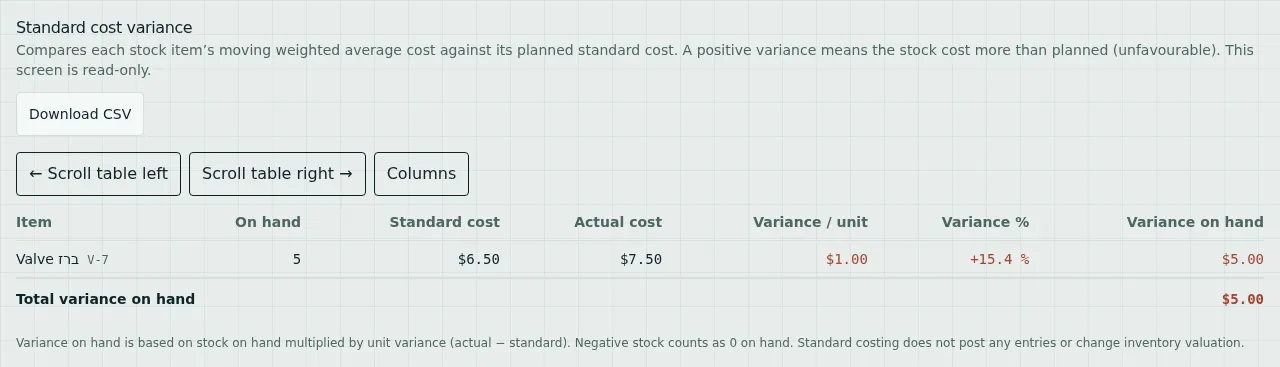 Standard cost variance
Compares each stock item’s moving weighted average cost against its planned standard cost. A positive variance means the stock cost more than planned (unfavourable). This
screen is read-only.
Download CSV
← Scroll table left Scroll table right → Columns
Item On hand Standard cost Actual cost Variance / unit Variance % Variance on hand
Valve ברז V-7 5 $6.50 $7.50 $1.00 +15.4 % $5.00
Total variance on hand $5.00
Variance on hand is based on stock on hand multiplied by unit variance (actual − standard). Negative stock counts as 0 on hand. Standard costing does not post any entries or change inventory valuation.